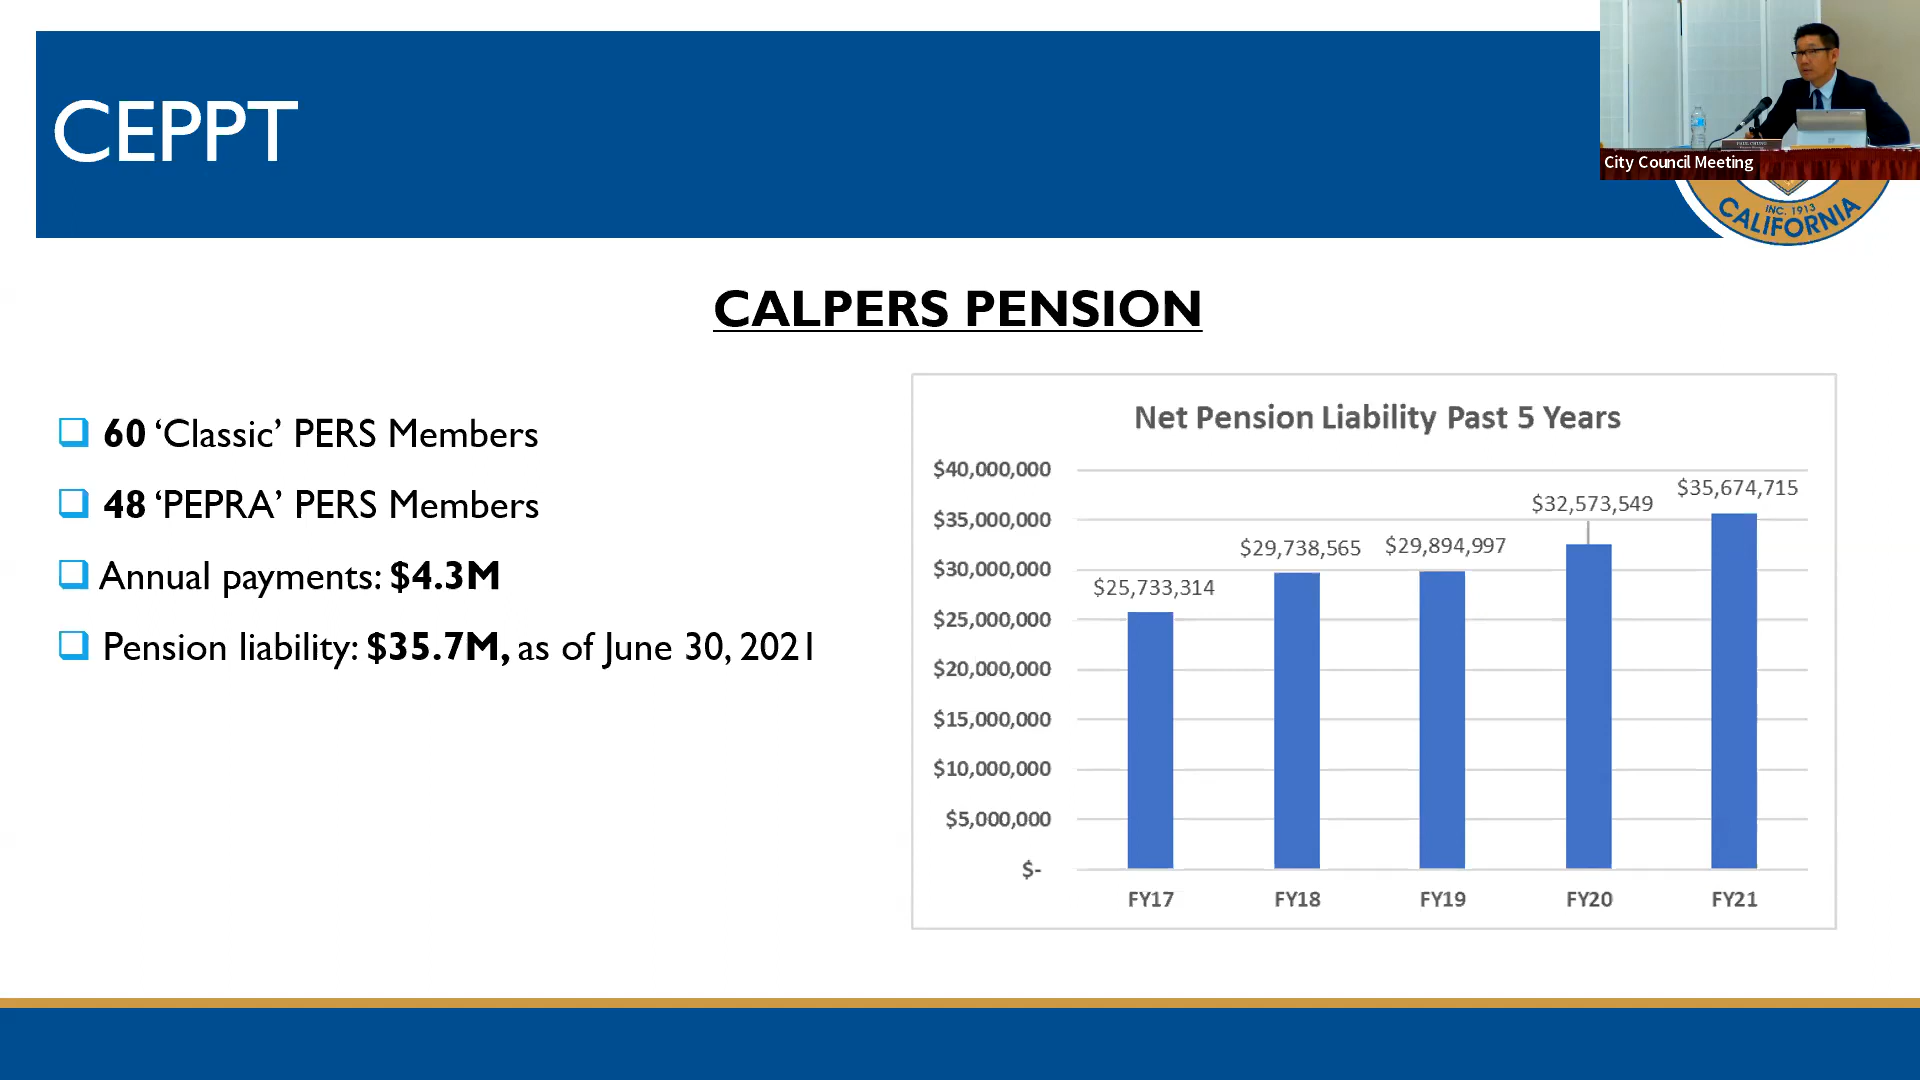 CEPPT
City Council Meeting
INC. 1913
CALIFORNIA
CALPERS PENSION
60 ‘Classic’ PERS Members
48 ‘PEPRA’ PERS Members
Annual payments: $4.3M
Pension liability: $35.7M, as of June 30, 2021
Net Pension Liability Past 5 Years
$40,000,000
$35,000,000
$30,000,000
$25,000,000
$20,000,000
$15,000,000
$10,000,000
$5,000,000
$-
$25,733,314
$29,738,565
$29,894,997
$32,573,549
$35,674,715
FY17 FY18 FY19 FY20 FY21